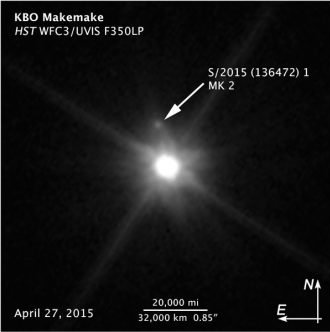 KBO Makemake
HST WFC3/UVIS F350LP
S/2015 (136472) 1
MK 2
April 27, 2015
20,000 mi
32,000 km 0.85"
N
E